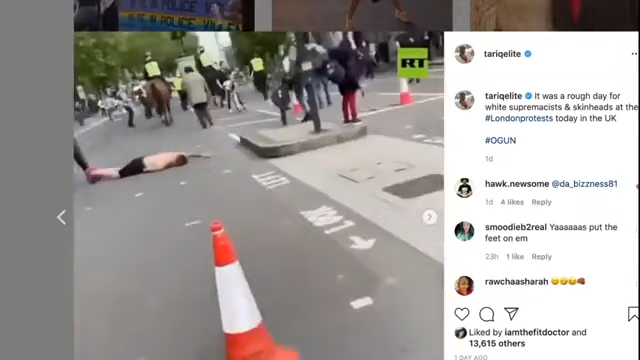 RT
LEFT
LOOK
tariqelite
tariqelite It was a rough day for
white supremacists & skinheads at the
#Londonprotests today in the UK
#OGUN
1d
hawk.newsome @da_bizzness81
1d 4 likes Reply
smoodieb2real Yaaaaaas put the
feet on em
23h 1 like Reply
rawchaasharah 😄🤣🤣✊🏾
Liked by iamthefitdoctor and
13,615 others
1 DAY AGO